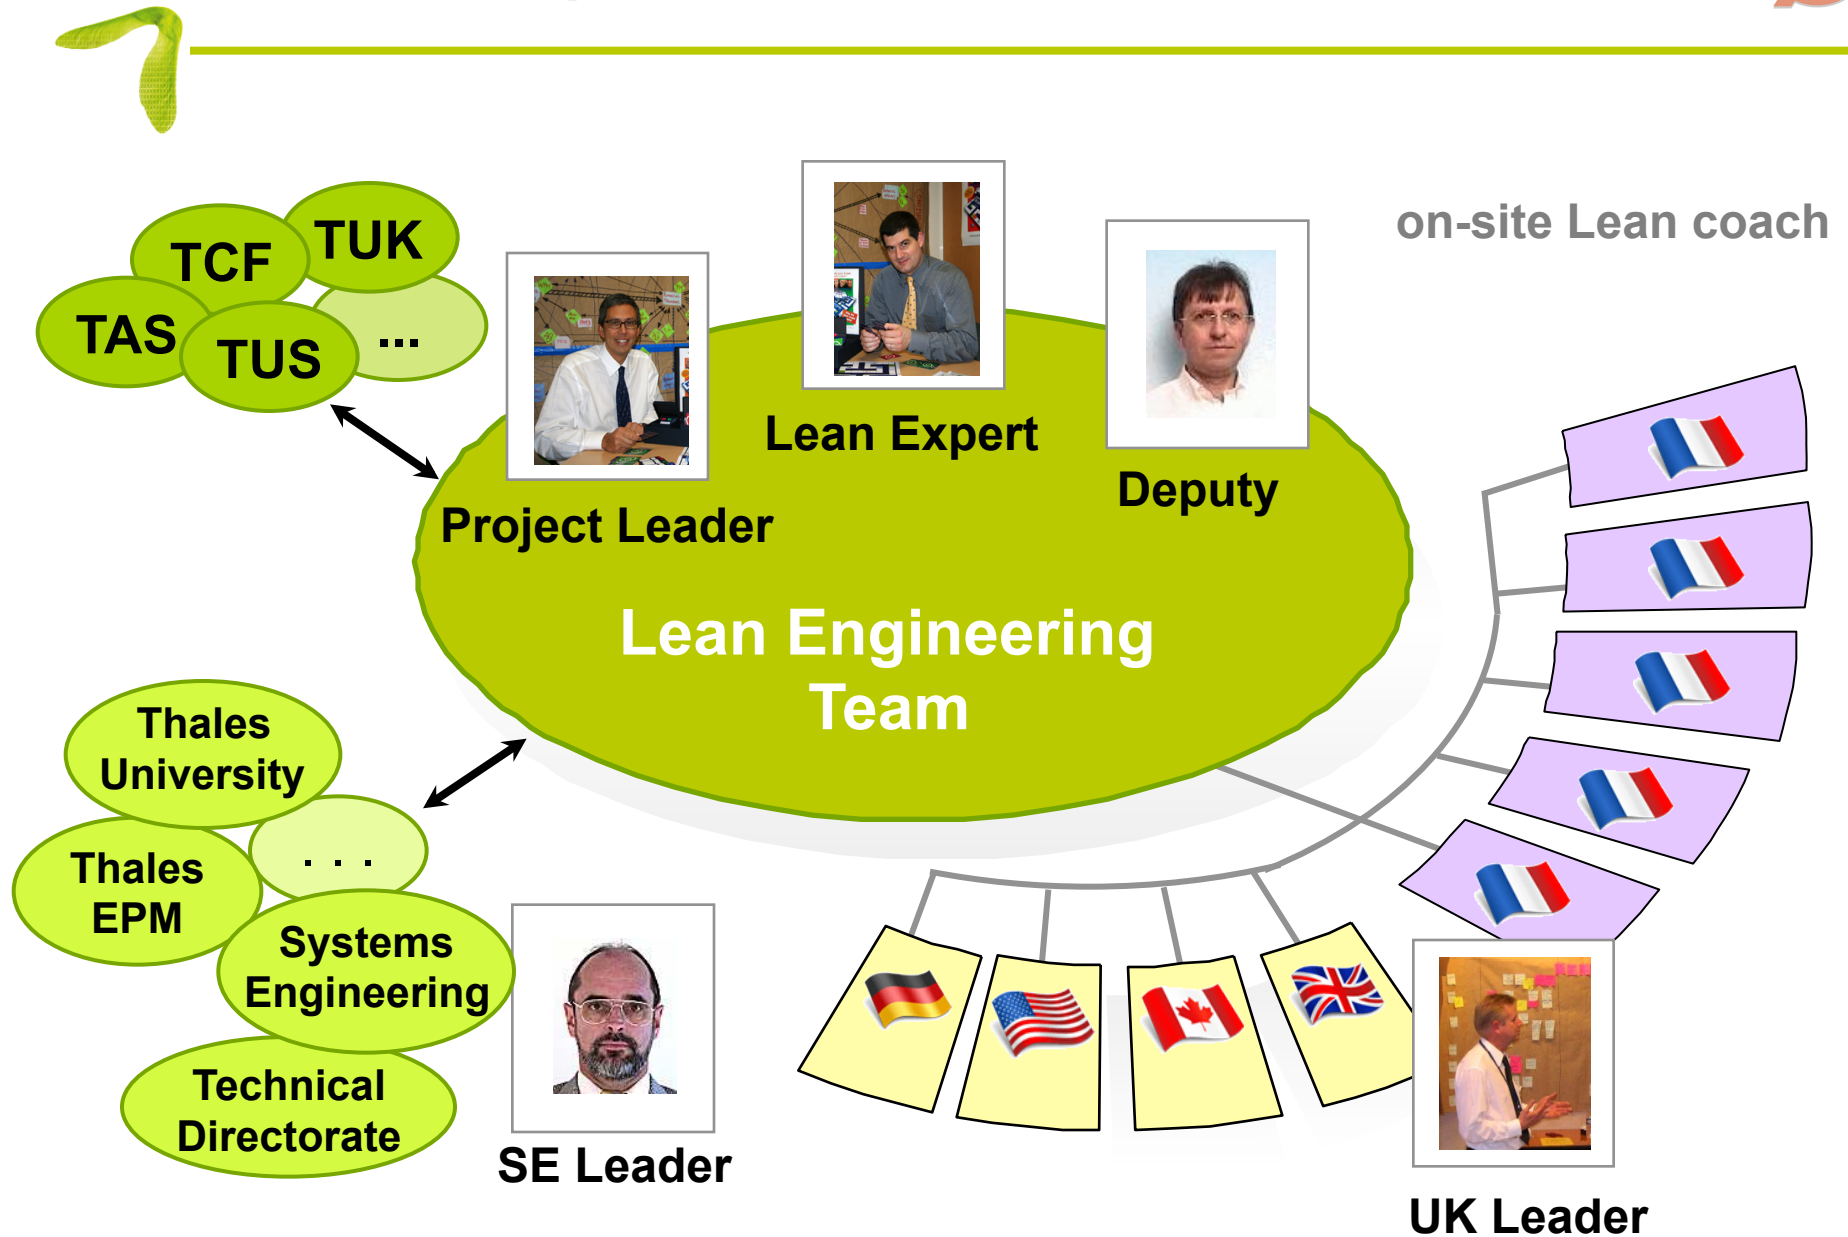 on-site Lean coach
TUK
TCF
TAS
TUS
...
Lean Expert
Deputy
Project Leader
Lean Engineering
Team
Thales
University
. . .
Thales
EPM
Systems
Engineering
Technical
Directorate
SE Leader
UK Leader